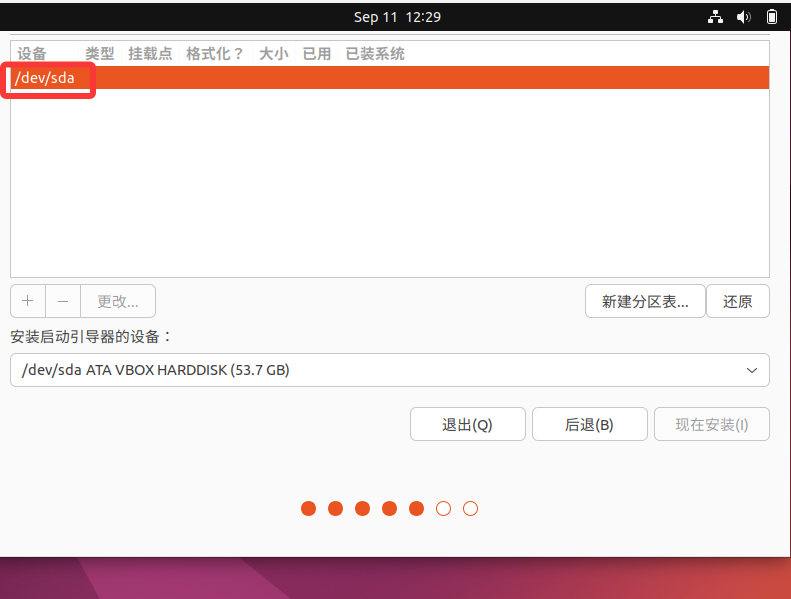 Sep 11 12:29
设备 类型 挂载点 格式化？ 大小 已用 已装系统
/dev/sda
+ − 更改... 新建分区表... 还原
安装启动引导器的设备：
/dev/sda ATA VBOX HARDDISK (53.7 GB)
退出(Q) 后退(B) 现在安装(I)